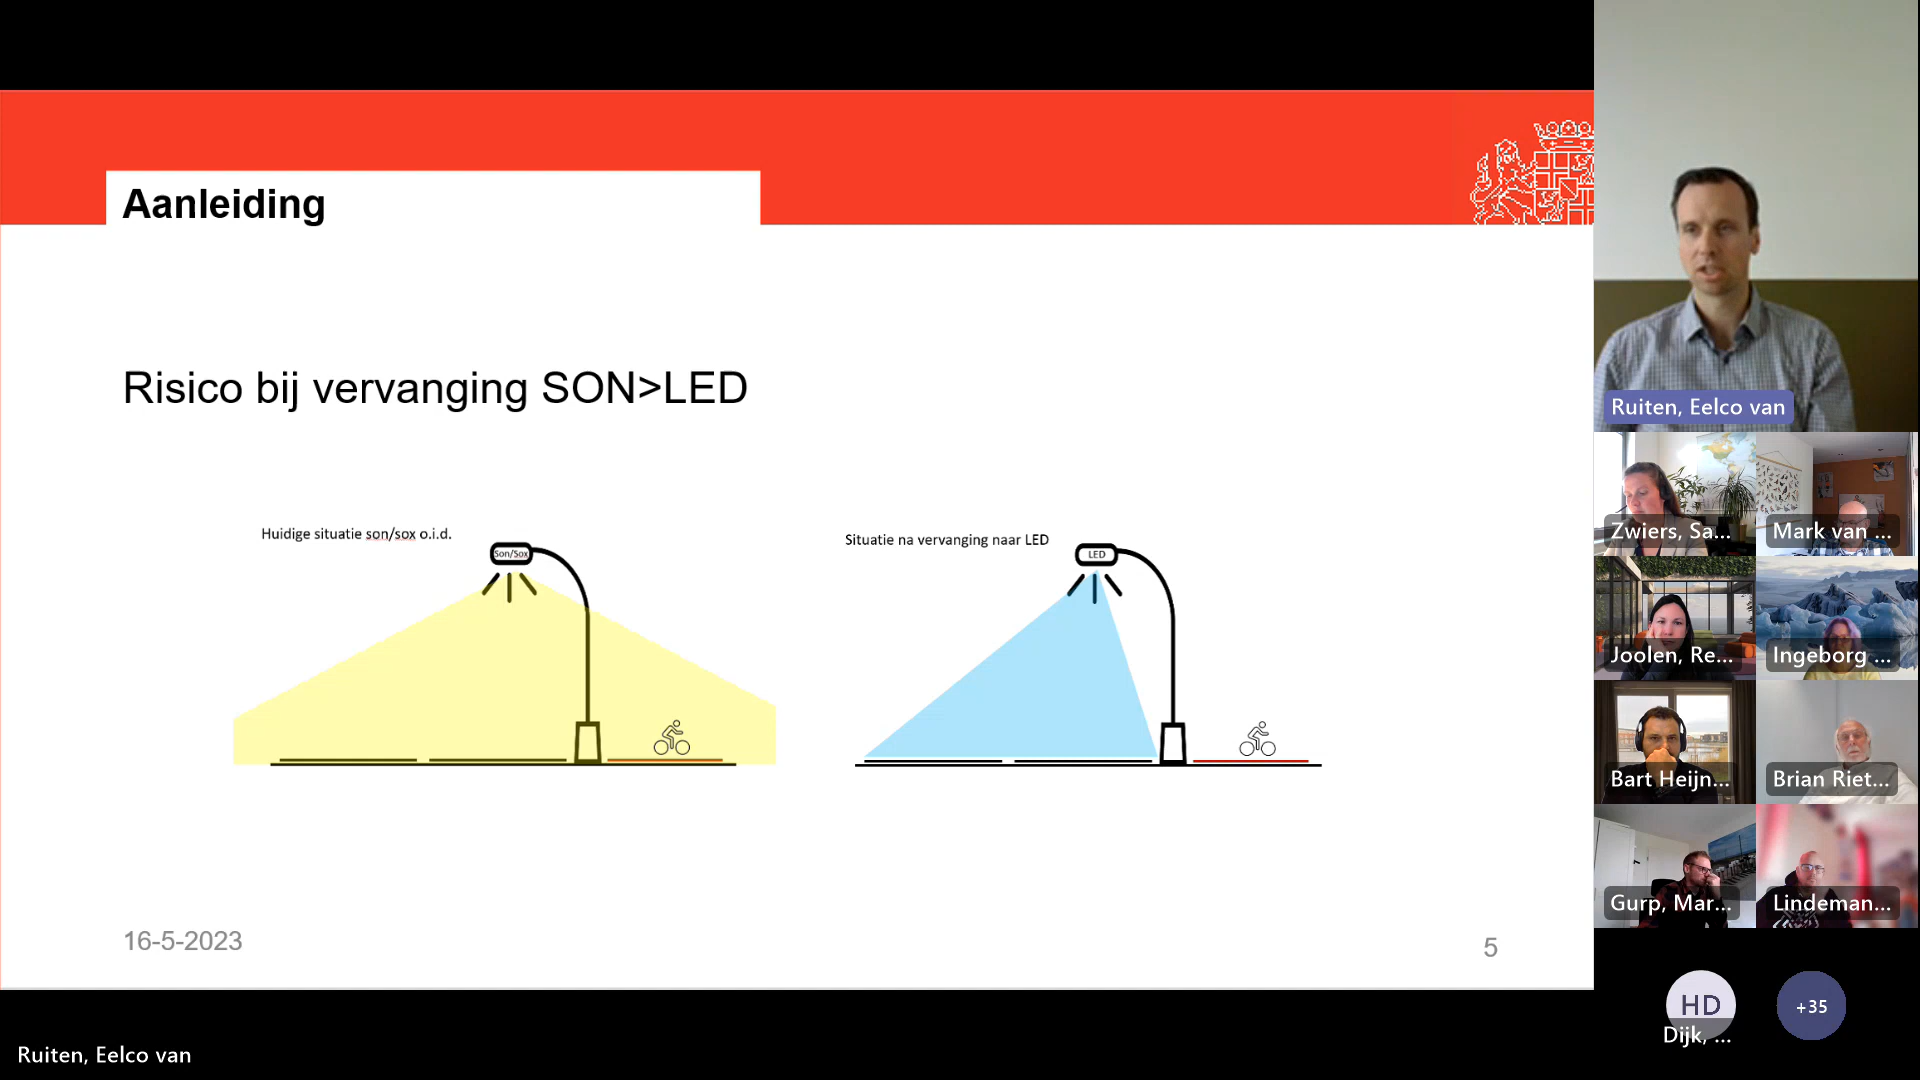 Aanleiding
Risico bij vervanging SON>LED
Huidige situatie son/sox o.i.d.
Son/Sox
Situatie na vervanging naar LED
LED
16-5-2023
5
Ruiten, Eelco van
Ruiten, Eelco van
Zwiers, Sa...
Mark van ...
Joolen, Re...
Ingeborg ...
Bart Heijn...
Brian Riet...
Gurp, Mar...
Lindeman...
HD
Dijk, ...
+35